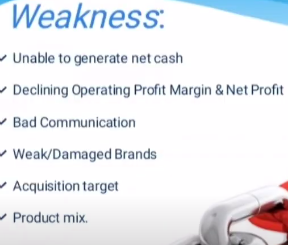 Weakness:
Unable to generate net cash
Declining Operating Profit Margin & Net Profit
Bad Communication
Weak/Damaged Brands
Acquisition target
Product mix.